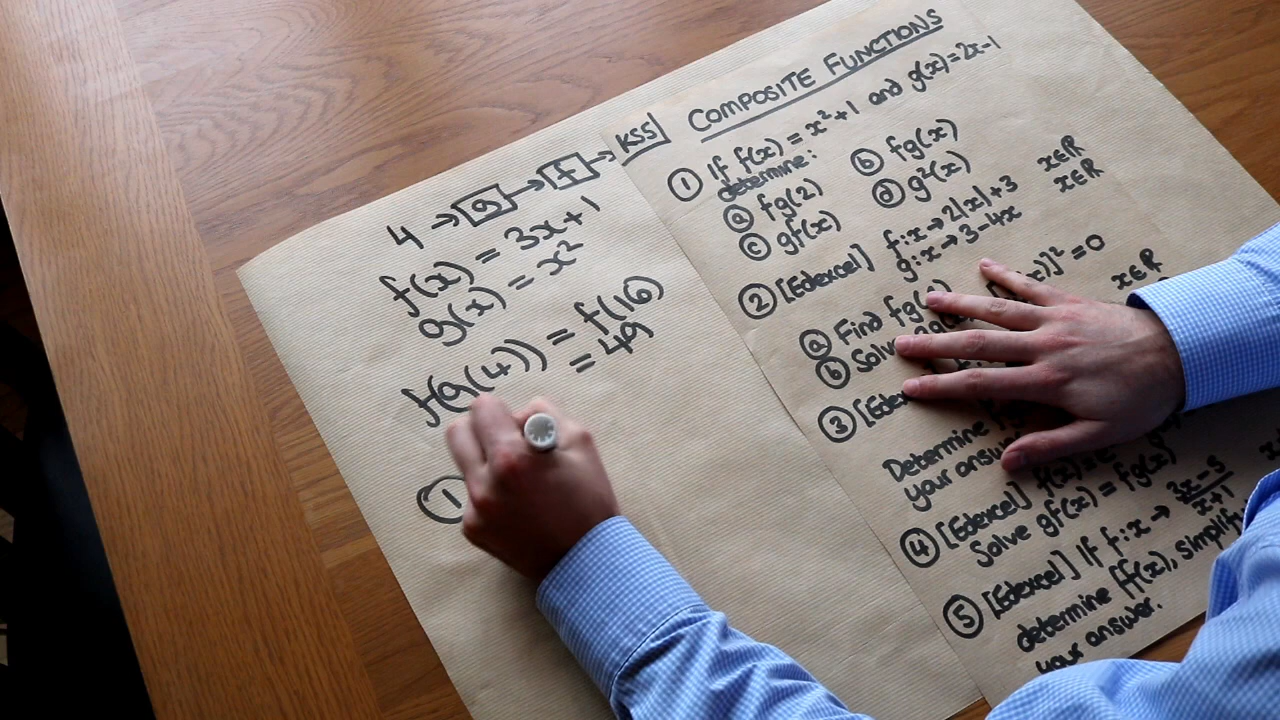 4 → g → f →
f(x) = 3x+1
g(x) = x²
f(g(4)) = f(16)
= 49
①
KS5
COMPOSITE FUNCTIONS
① If f(x) = x²+1 and g(x)=2x-1
determine:
ⓐ fg(2) ⓑ fg(x)
ⓒ gf(x) ⓓ g²(x)
② [Edexcel] f:x→2|x|+3 x∈R
g:x→3-4x x∈R
ⓐ Find fg(
ⓑ Solve )]²=0
x∈R
③ [Edex
Determine
your answ
④ [Edexcel] f(x)=e
Solve gf(x) = fg(x)
⑤ [Edexcel] If f:x→ 3x-5/x+1
determine ff(x), simplify
your answer.